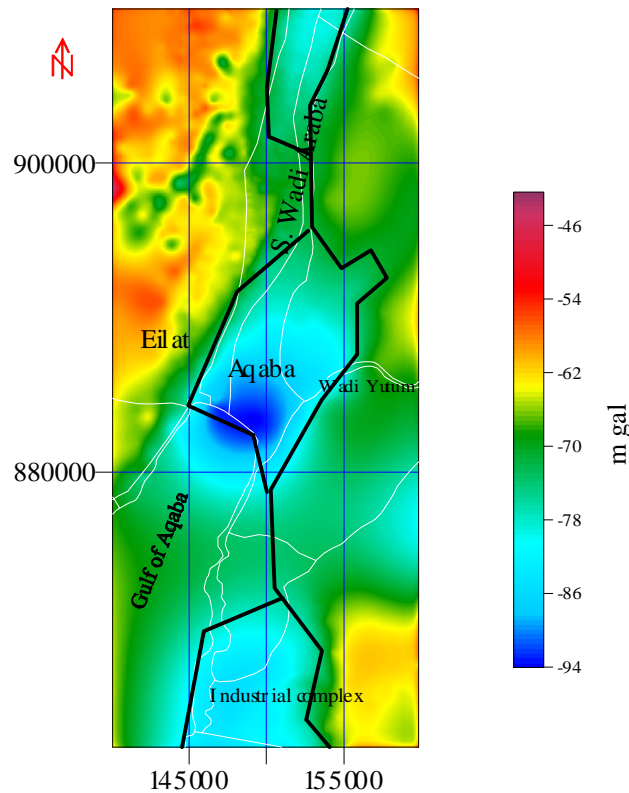 N
900000
S. Wadi Araba
Eilat
Aqaba
Wadi Yutum
880000
Gulf of Aqaba
Industrial complex
145000
155000
-46
-54
-62
-70
-78
-86
-94
m gal